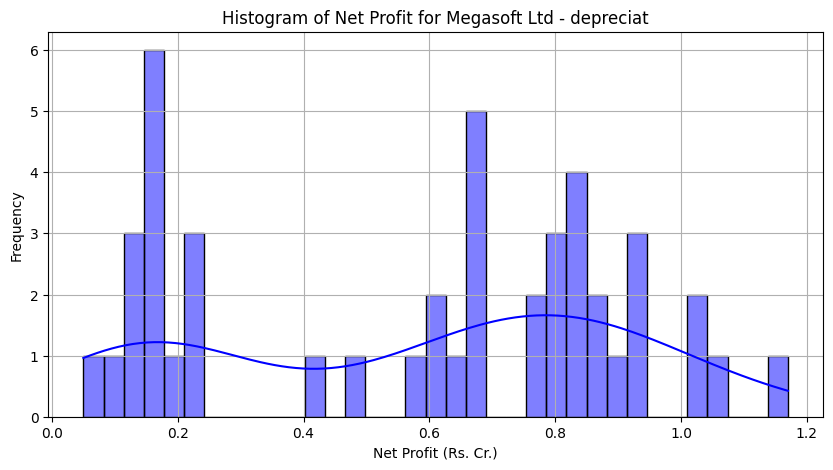 Histogram of Net Profit for Megasoft Ltd - depreciat
Frequency
6
5
4
3
2
1
0
0.0 0.2 0.4 0.6 0.8 1.0 1.2
Net Profit (Rs. Cr.)